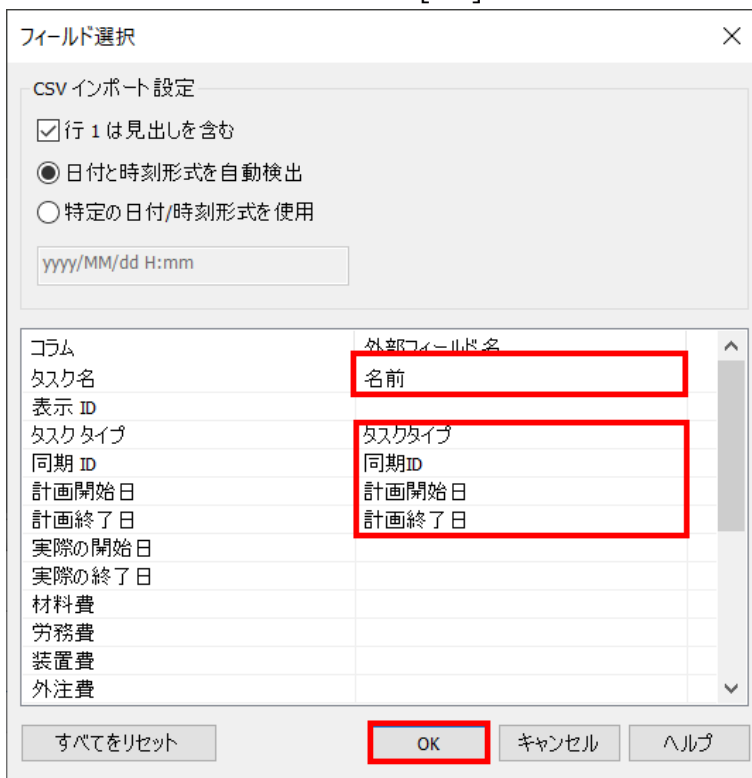 フィールド選択
CSV インポート設定
行 1 は見出しを含む
日付と時刻形式を自動検出
特定の日付/時刻形式を使用
yyyy/MM/dd H:mm
コラム 外部フィールド名
タスク名 名前
表示 ID
タスクタイプ タスクタイプ
同期 ID 同期ID
計画開始日 計画開始日
計画終了日 計画終了日
実際の開始日
実際の終了日
材料費
労務費
装置費
外注費
すべてをリセット OK キャンセル ヘルプ